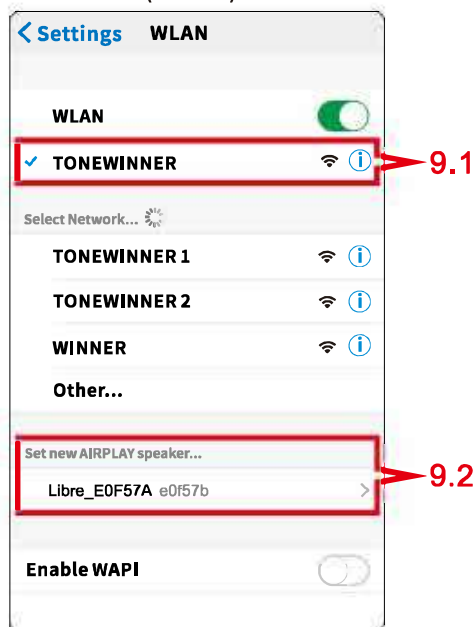 Settings WLAN
WLAN
TONEWINNER
9.1
Select Network...
TONEWINNER 1
TONEWINNER 2
WINNER
Other...
Set new AIRPLAY speaker...
9.2
Libre_E0F57A e0f57b
Enable WAPI